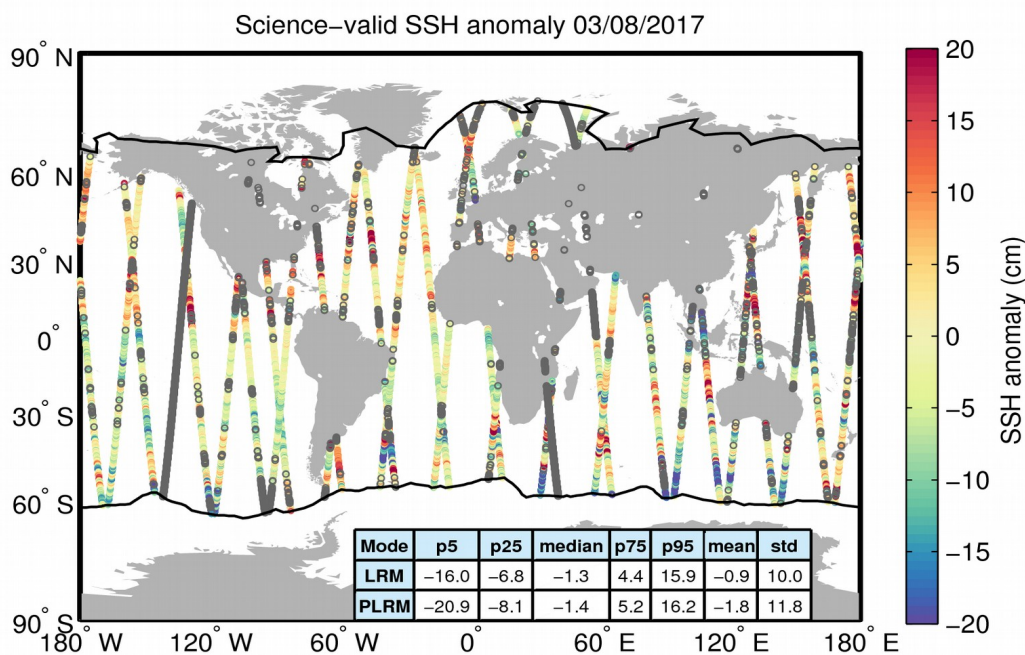 Science−valid SSH anomaly 03/08/2017
90° N
60° N
30° N
0°
30° S
60° S
90° S
180° W
120° W
60° W
0°
60° E
120° E
180° E
Mode p5 p25 median p75 p95 mean std
LRM −16.0 −6.8 −1.3 4.4 15.9 −0.9 10.0
PLRM −20.9 −8.1 −1.4 5.2 16.2 −1.8 11.8
20
15
10
5
0
−5
−10
−15
−20
SSH anomaly (cm)